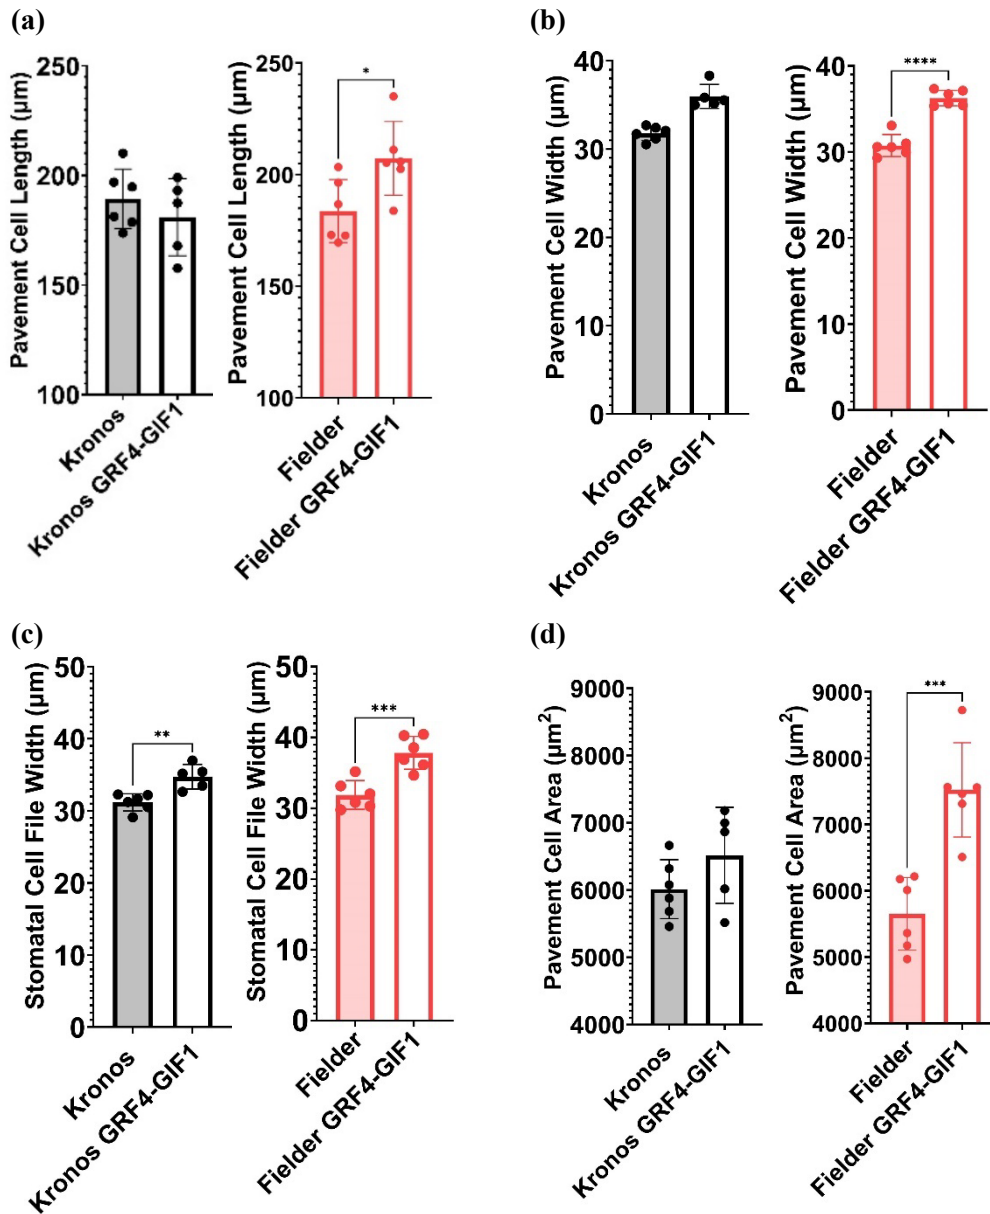 (a)
Pavement Cell Length (µm)
250
200
150
100
Kronos
Kronos GRF4-GIF1
Pavement Cell Length (µm)
250
200
150
100
*
Fielder
Fielder GRF4-GIF1
(b)
Pavement Cell Width (µm)
40
30
20
10
0
Kronos
Kronos GRF4-GIF1
Pavement Cell Width (µm)
40
30
20
10
0
****
Fielder
Fielder GRF4-GIF1
(c)
Stomatal Cell File Width (µm)
50
40
30
20
10
0
**
Kronos
Kronos GRF4-GIF1
Stomatal Cell File Width (µm)
50
40
30
20
10
0
***
Fielder
Fielder GRF4-GIF1
(d)
Pavement Cell Area (µm²)
9000
8000
7000
6000
5000
4000
Kronos
Kronos GRF4-GIF1
Pavement Cell Area (µm²)
9000
8000
7000
6000
5000
4000
***
Fielder
Fielder GRF4-GIF1